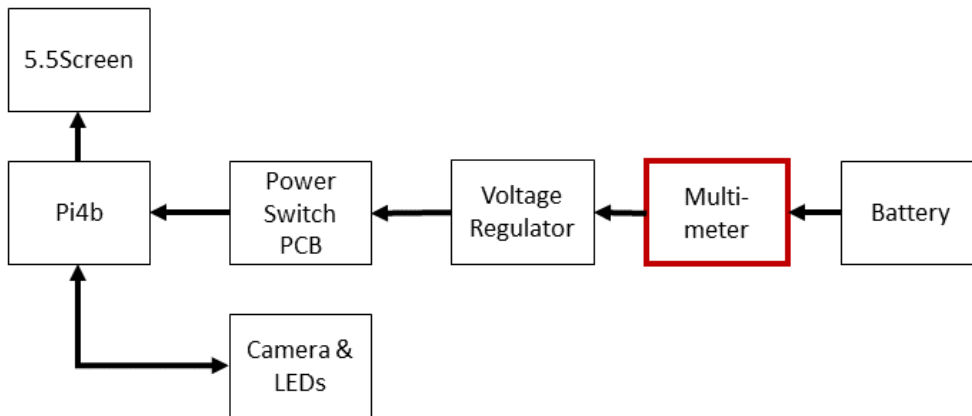 5.5Screen
Pi4b
Power
Switch
PCB
Voltage
Regulator
Multi-
meter
Battery
Camera &
LEDs